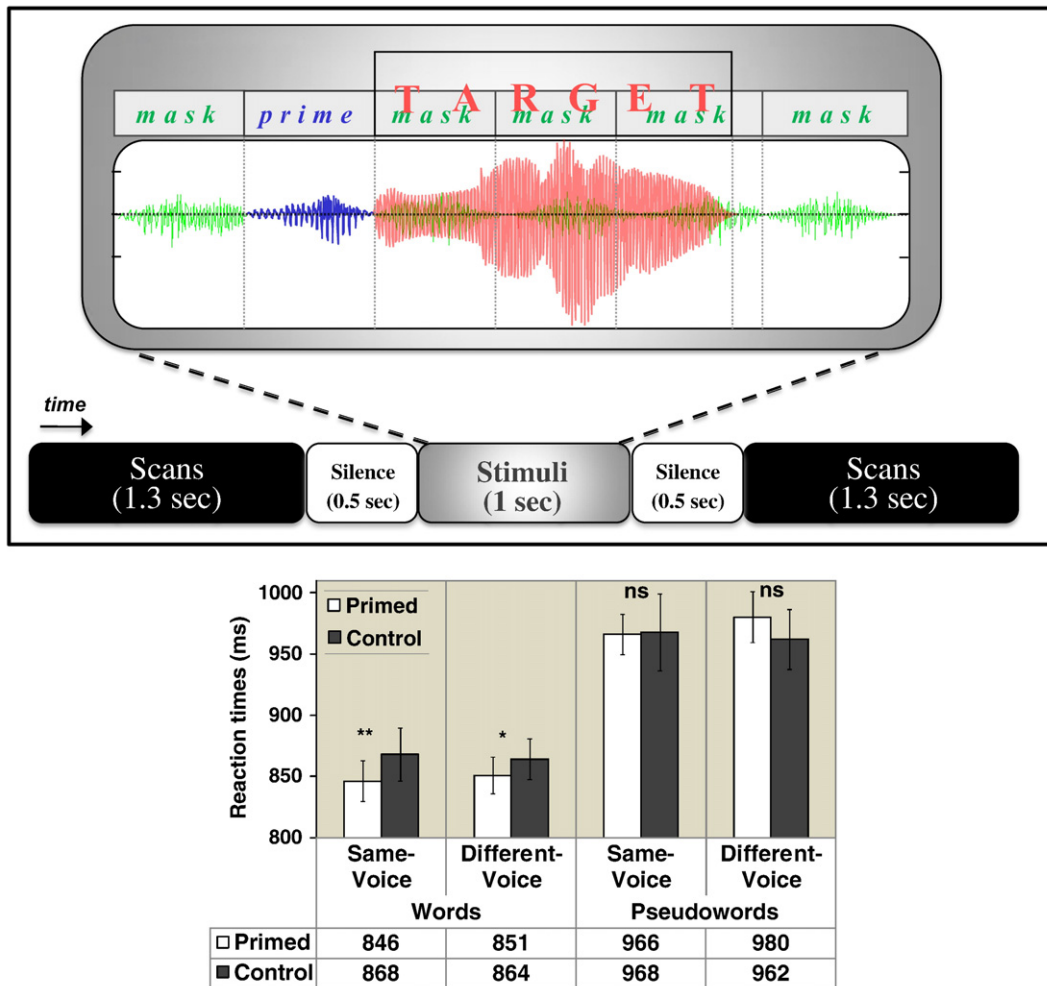 T A R G E T
mask prime mask mask mask mask
time
Scans (1.3 sec)
Silence (0.5 sec)
Stimuli (1 sec)
Silence (0.5 sec)
Scans (1.3 sec)
Reaction times (ms)
1000
950
900
850
800
Primed
Control
**
*
ns
ns
Same-Voice
Different-Voice
Same-Voice
Different-Voice
Words Pseudowords
Primed 846 851 966 980
Control 868 864 968 962